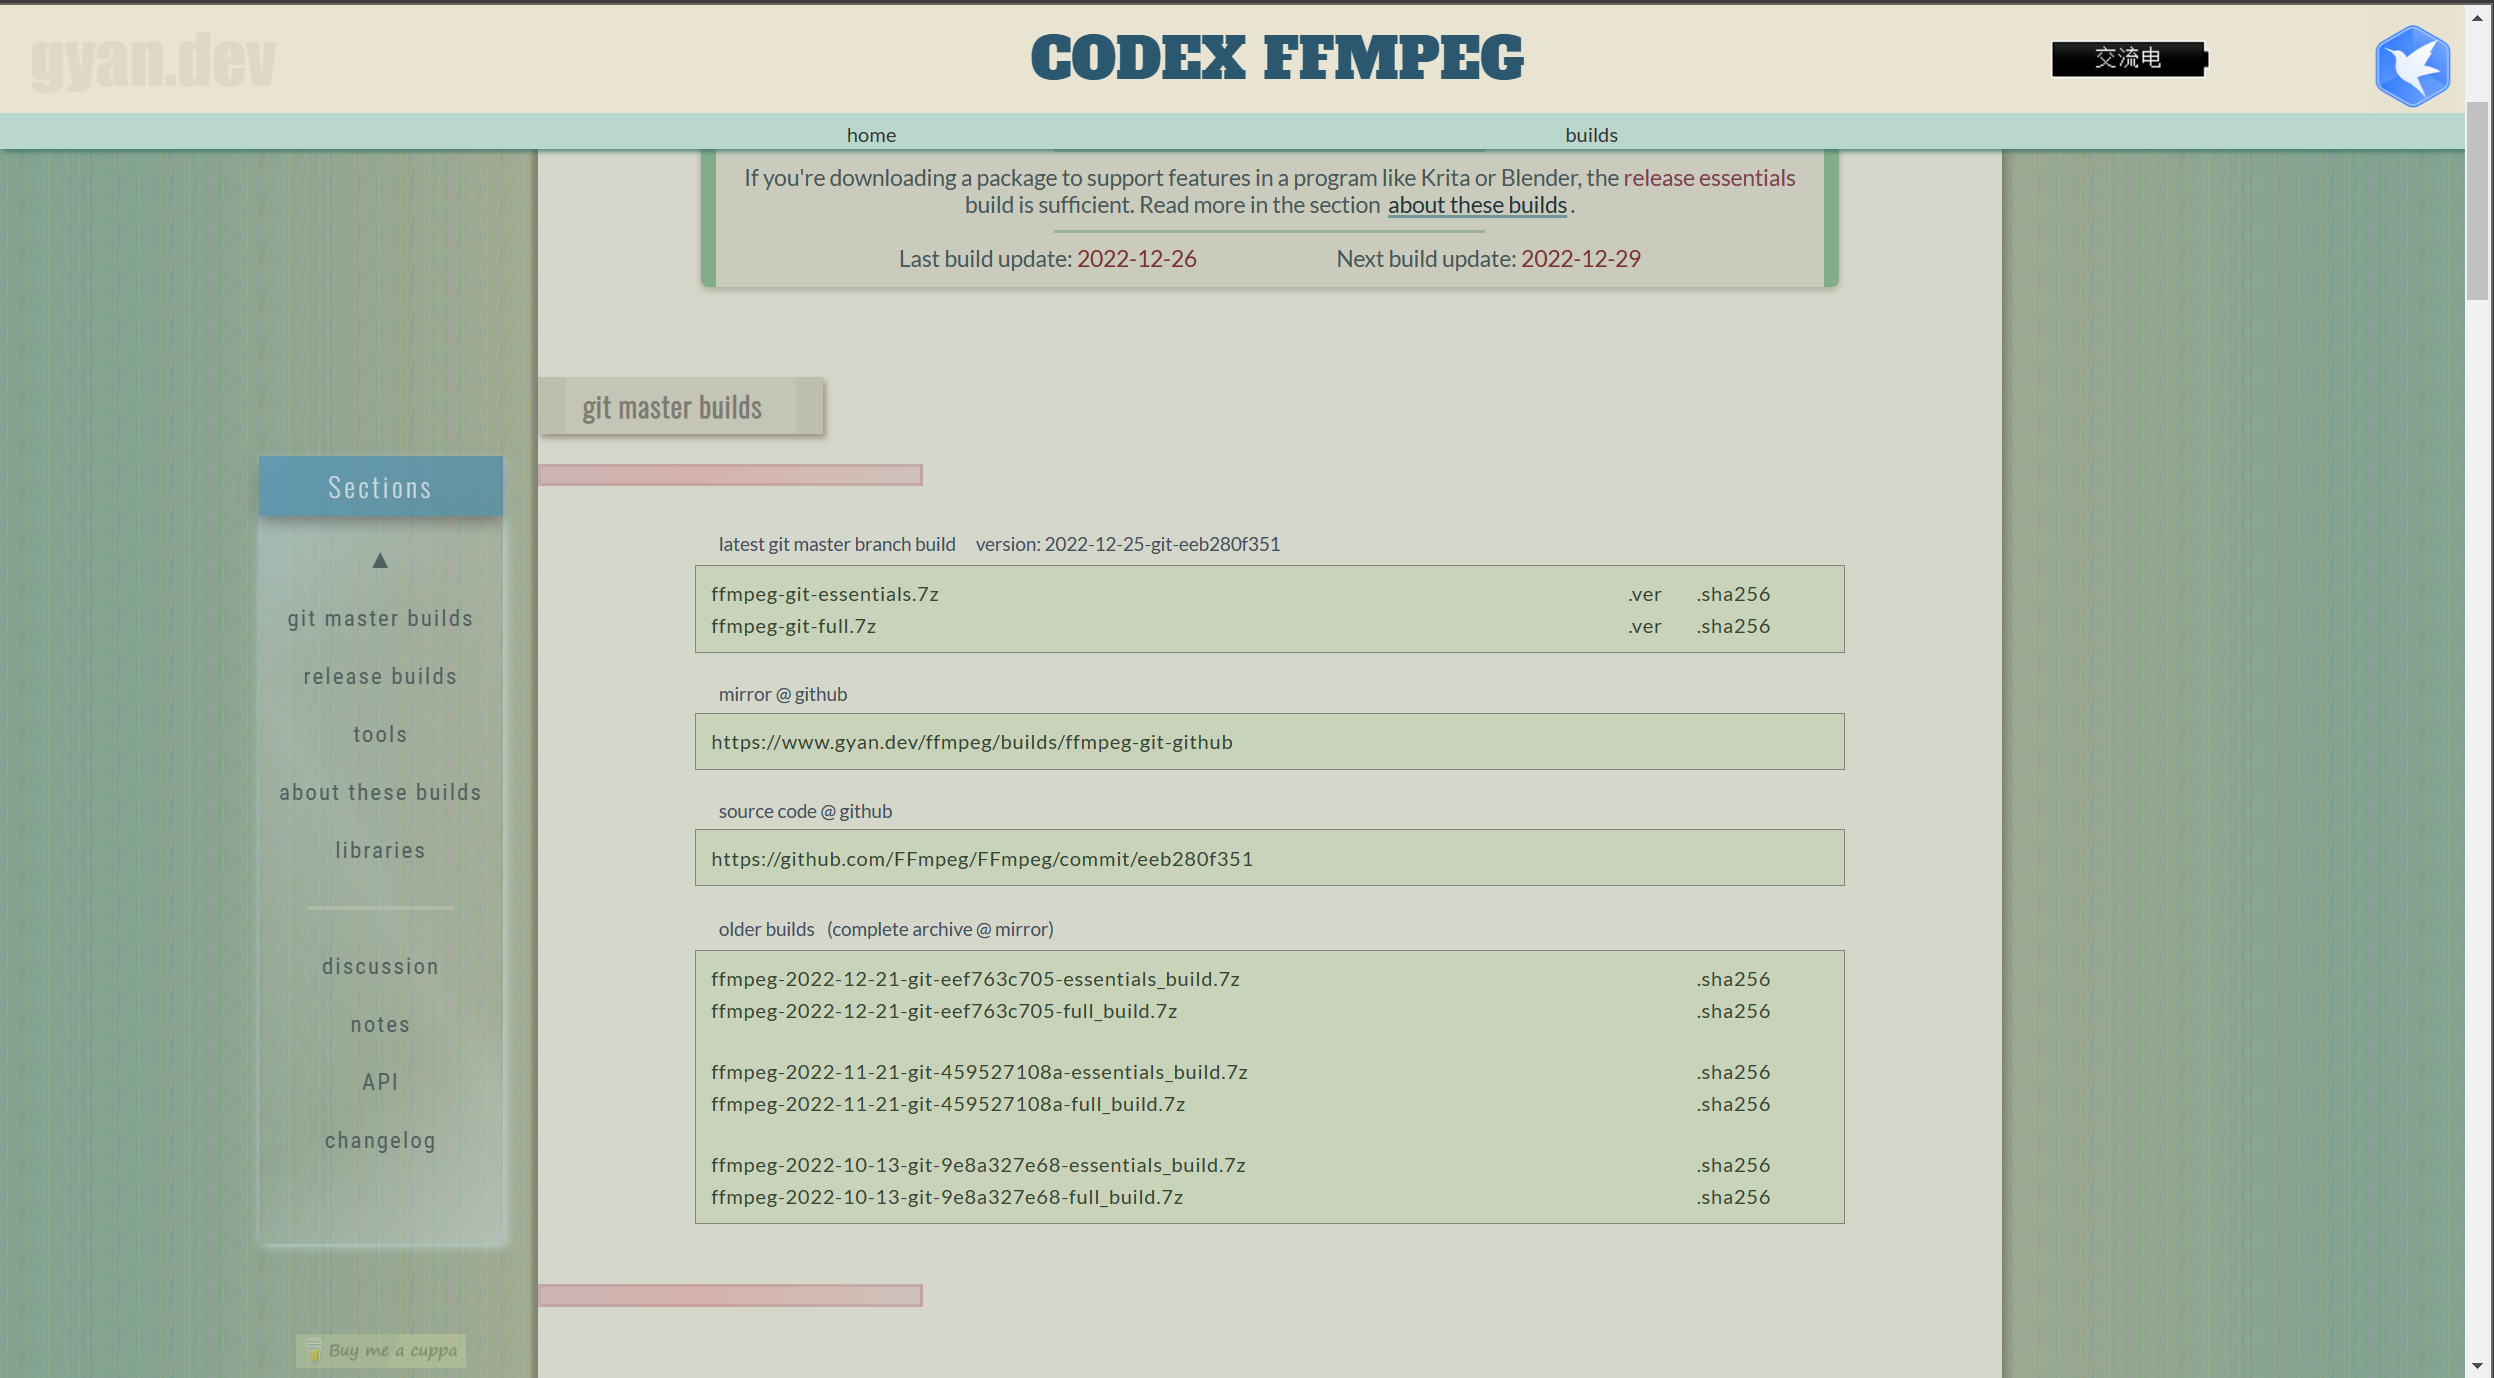 gyan.dev
CODEX FFMPEG
交流电
home builds
If you're downloading a package to support features in a program like Krita or Blender, the release essentials
build is sufficient. Read more in the section about these builds.
Last build update: 2022-12-26 Next build update: 2022-12-29
git master builds
Sections
▲
git master builds
release builds
tools
about these builds
libraries
discussion
notes
API
changelog
Buy me a cuppa
latest git master branch build version: 2022-12-25-git-eeb280f351
ffmpeg-git-essentials.7z .ver .sha256
ffmpeg-git-full.7z .ver .sha256
mirror @ github
https://www.gyan.dev/ffmpeg/builds/ffmpeg-git-github
source code @ github
https://github.com/FFmpeg/FFmpeg/commit/eeb280f351
older builds (complete archive @ mirror)
ffmpeg-2022-12-21-git-eef763c705-essentials_build.7z .sha256
ffmpeg-2022-12-21-git-eef763c705-full_build.7z .sha256
ffmpeg-2022-11-21-git-459527108a-essentials_build.7z .sha256
ffmpeg-2022-11-21-git-459527108a-full_build.7z .sha256
ffmpeg-2022-10-13-git-9e8a327e68-essentials_build.7z .sha256
ffmpeg-2022-10-13-git-9e8a327e68-full_build.7z .sha256